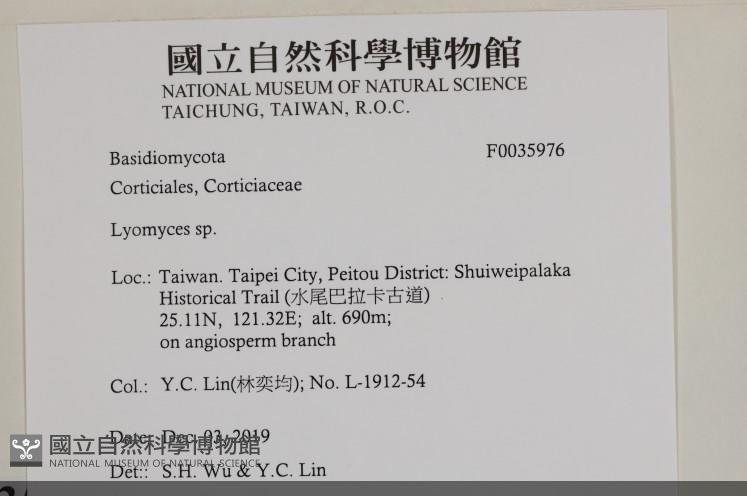 國立自然科學博物館
NATIONAL MUSEUM OF NATURAL SCIENCE
TAICHUNG, TAIWAN, R.O.C.
Basidiomycota F0035976
Corticiales, Corticiaceae
Lyomyces sp.
Loc.: Taiwan. Taipei City, Peitou District: Shuiweipalaka
Historical Trail (水尾巴拉卡古道)
25.11N, 121.32E; alt. 690m;
on angiosperm branch
Col.: Y.C. Lin(林奕均); No. L-1912-54
Date: Dec. 03, 2019
國立自然科學博物館
NATIONAL MUSEUM OF NATURAL SCIENCE
Det:: S.H. Wu & Y.C. Lin